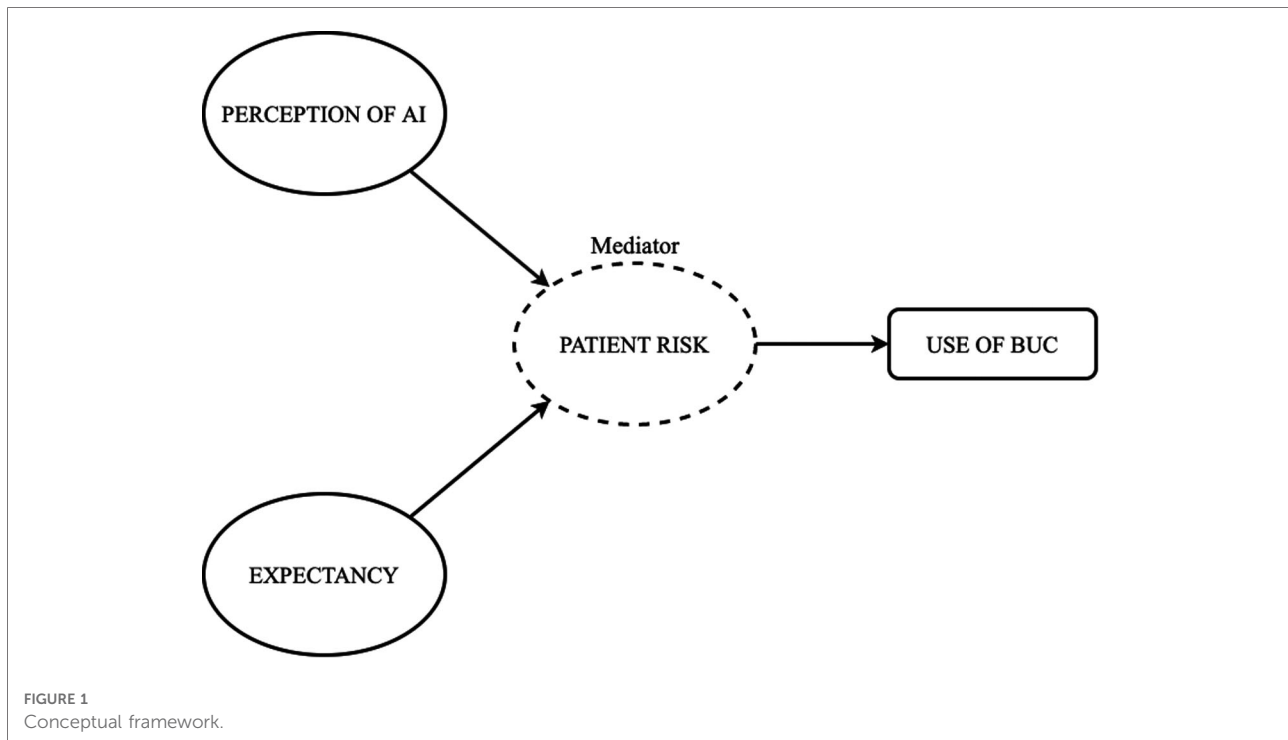 PERCEPTION OF AI
Mediator
PATIENT RISK
USE OF BUC
EXPECTANCY
FIGURE 1
Conceptual framework.